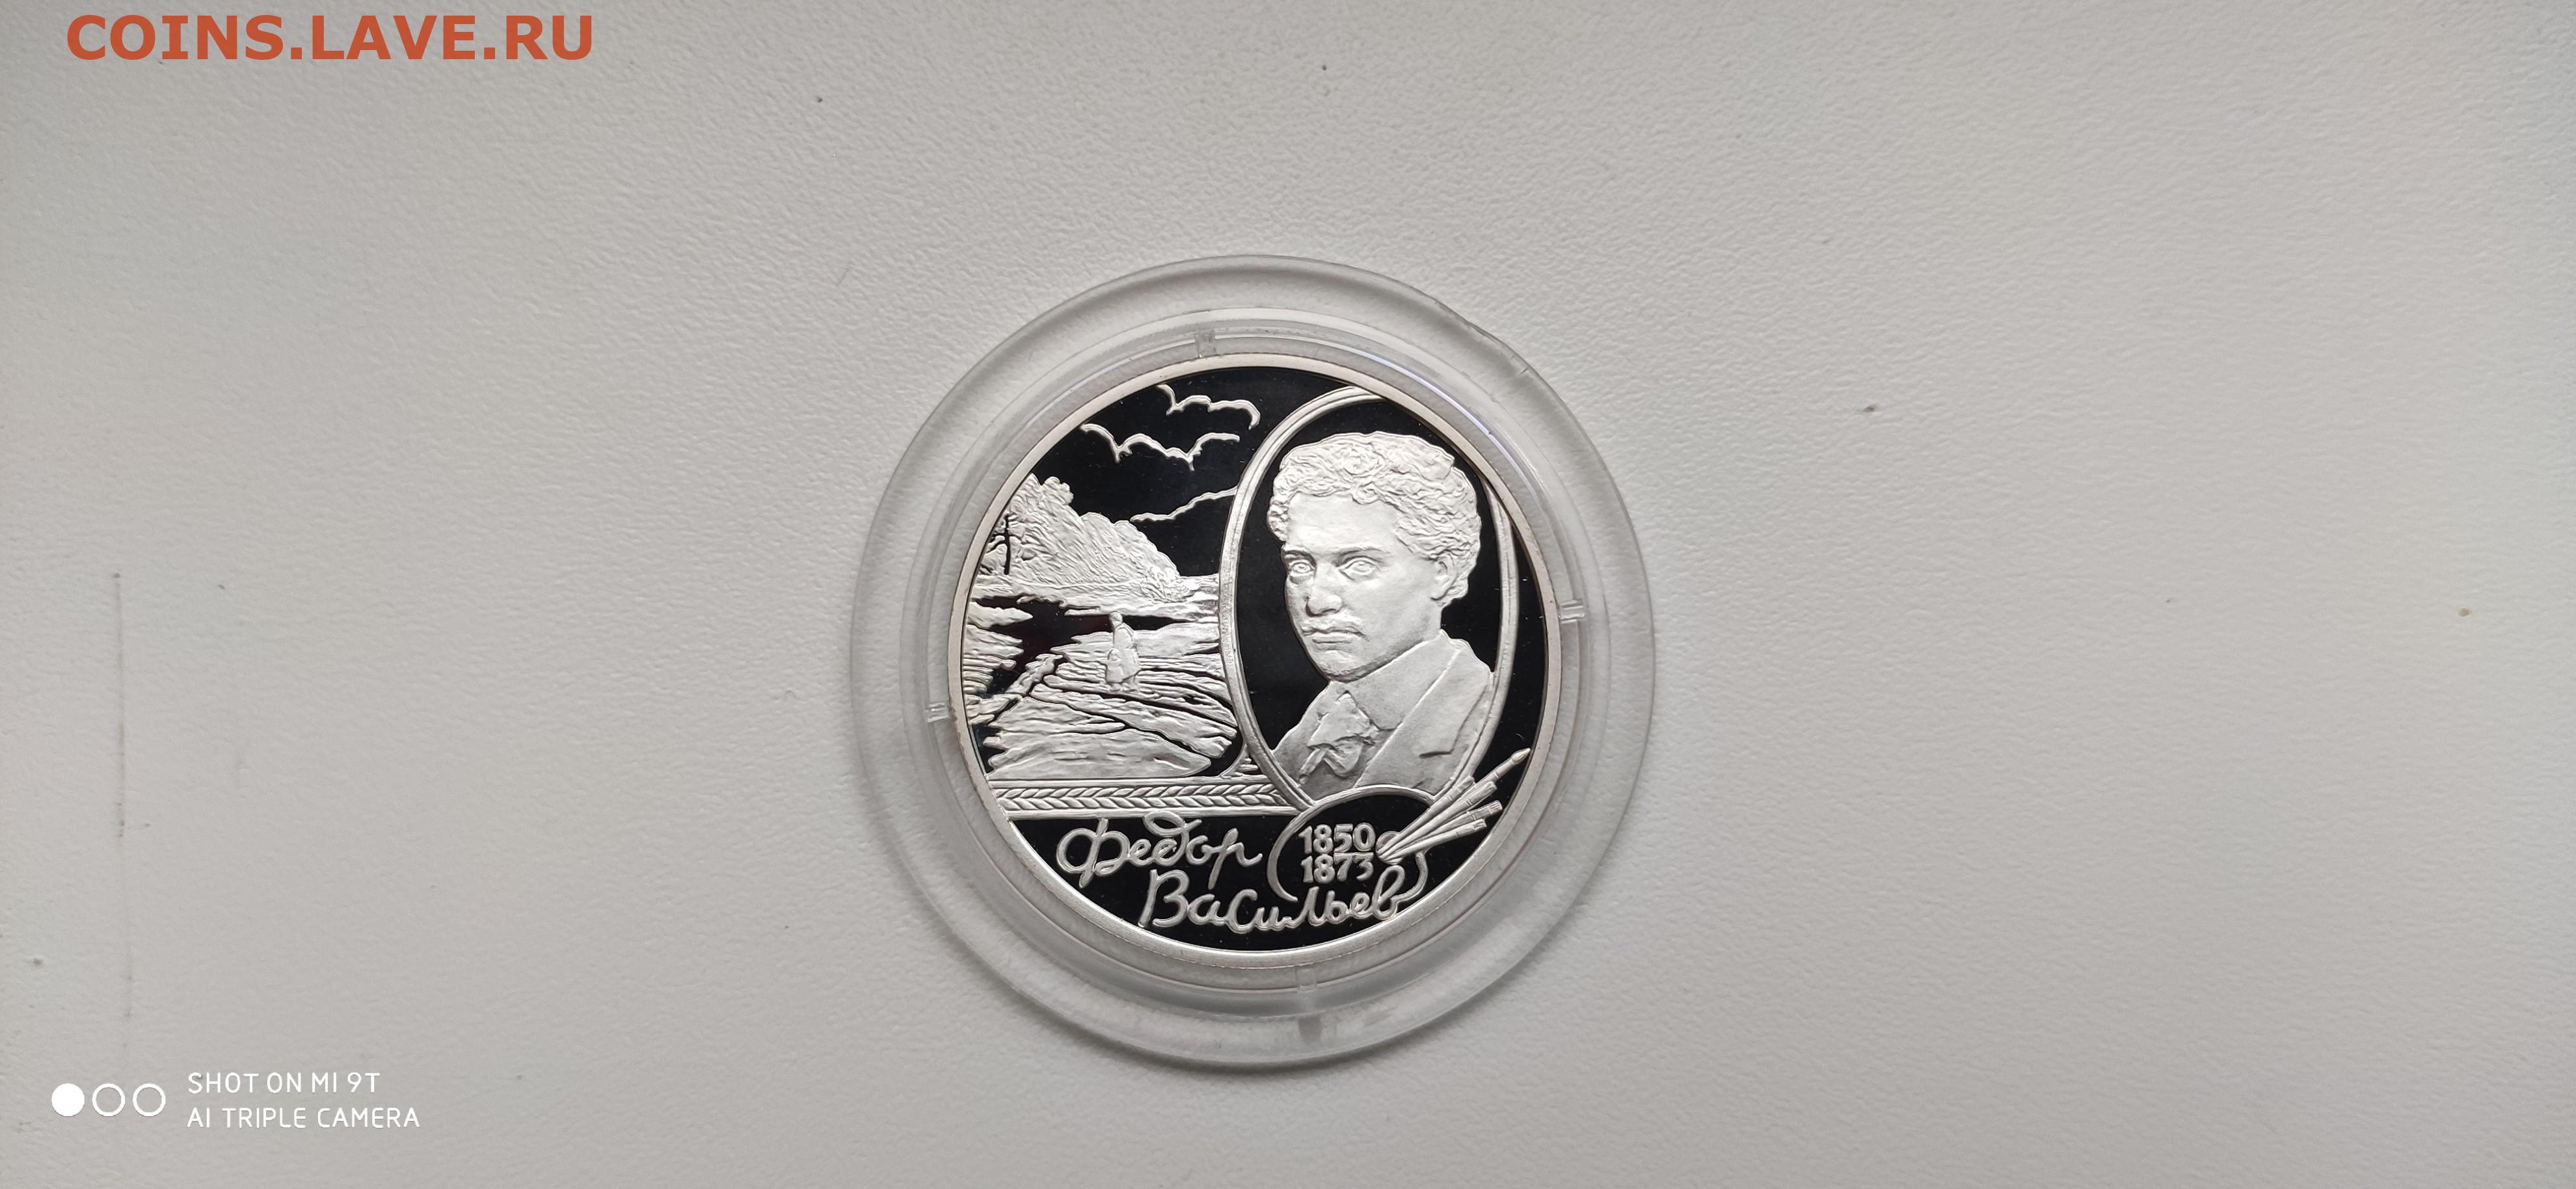 COINS.LAVE.RU
Федор
1850
1873
Васильев
SHOT ON MI 9T
AI TRIPLE CAMERA